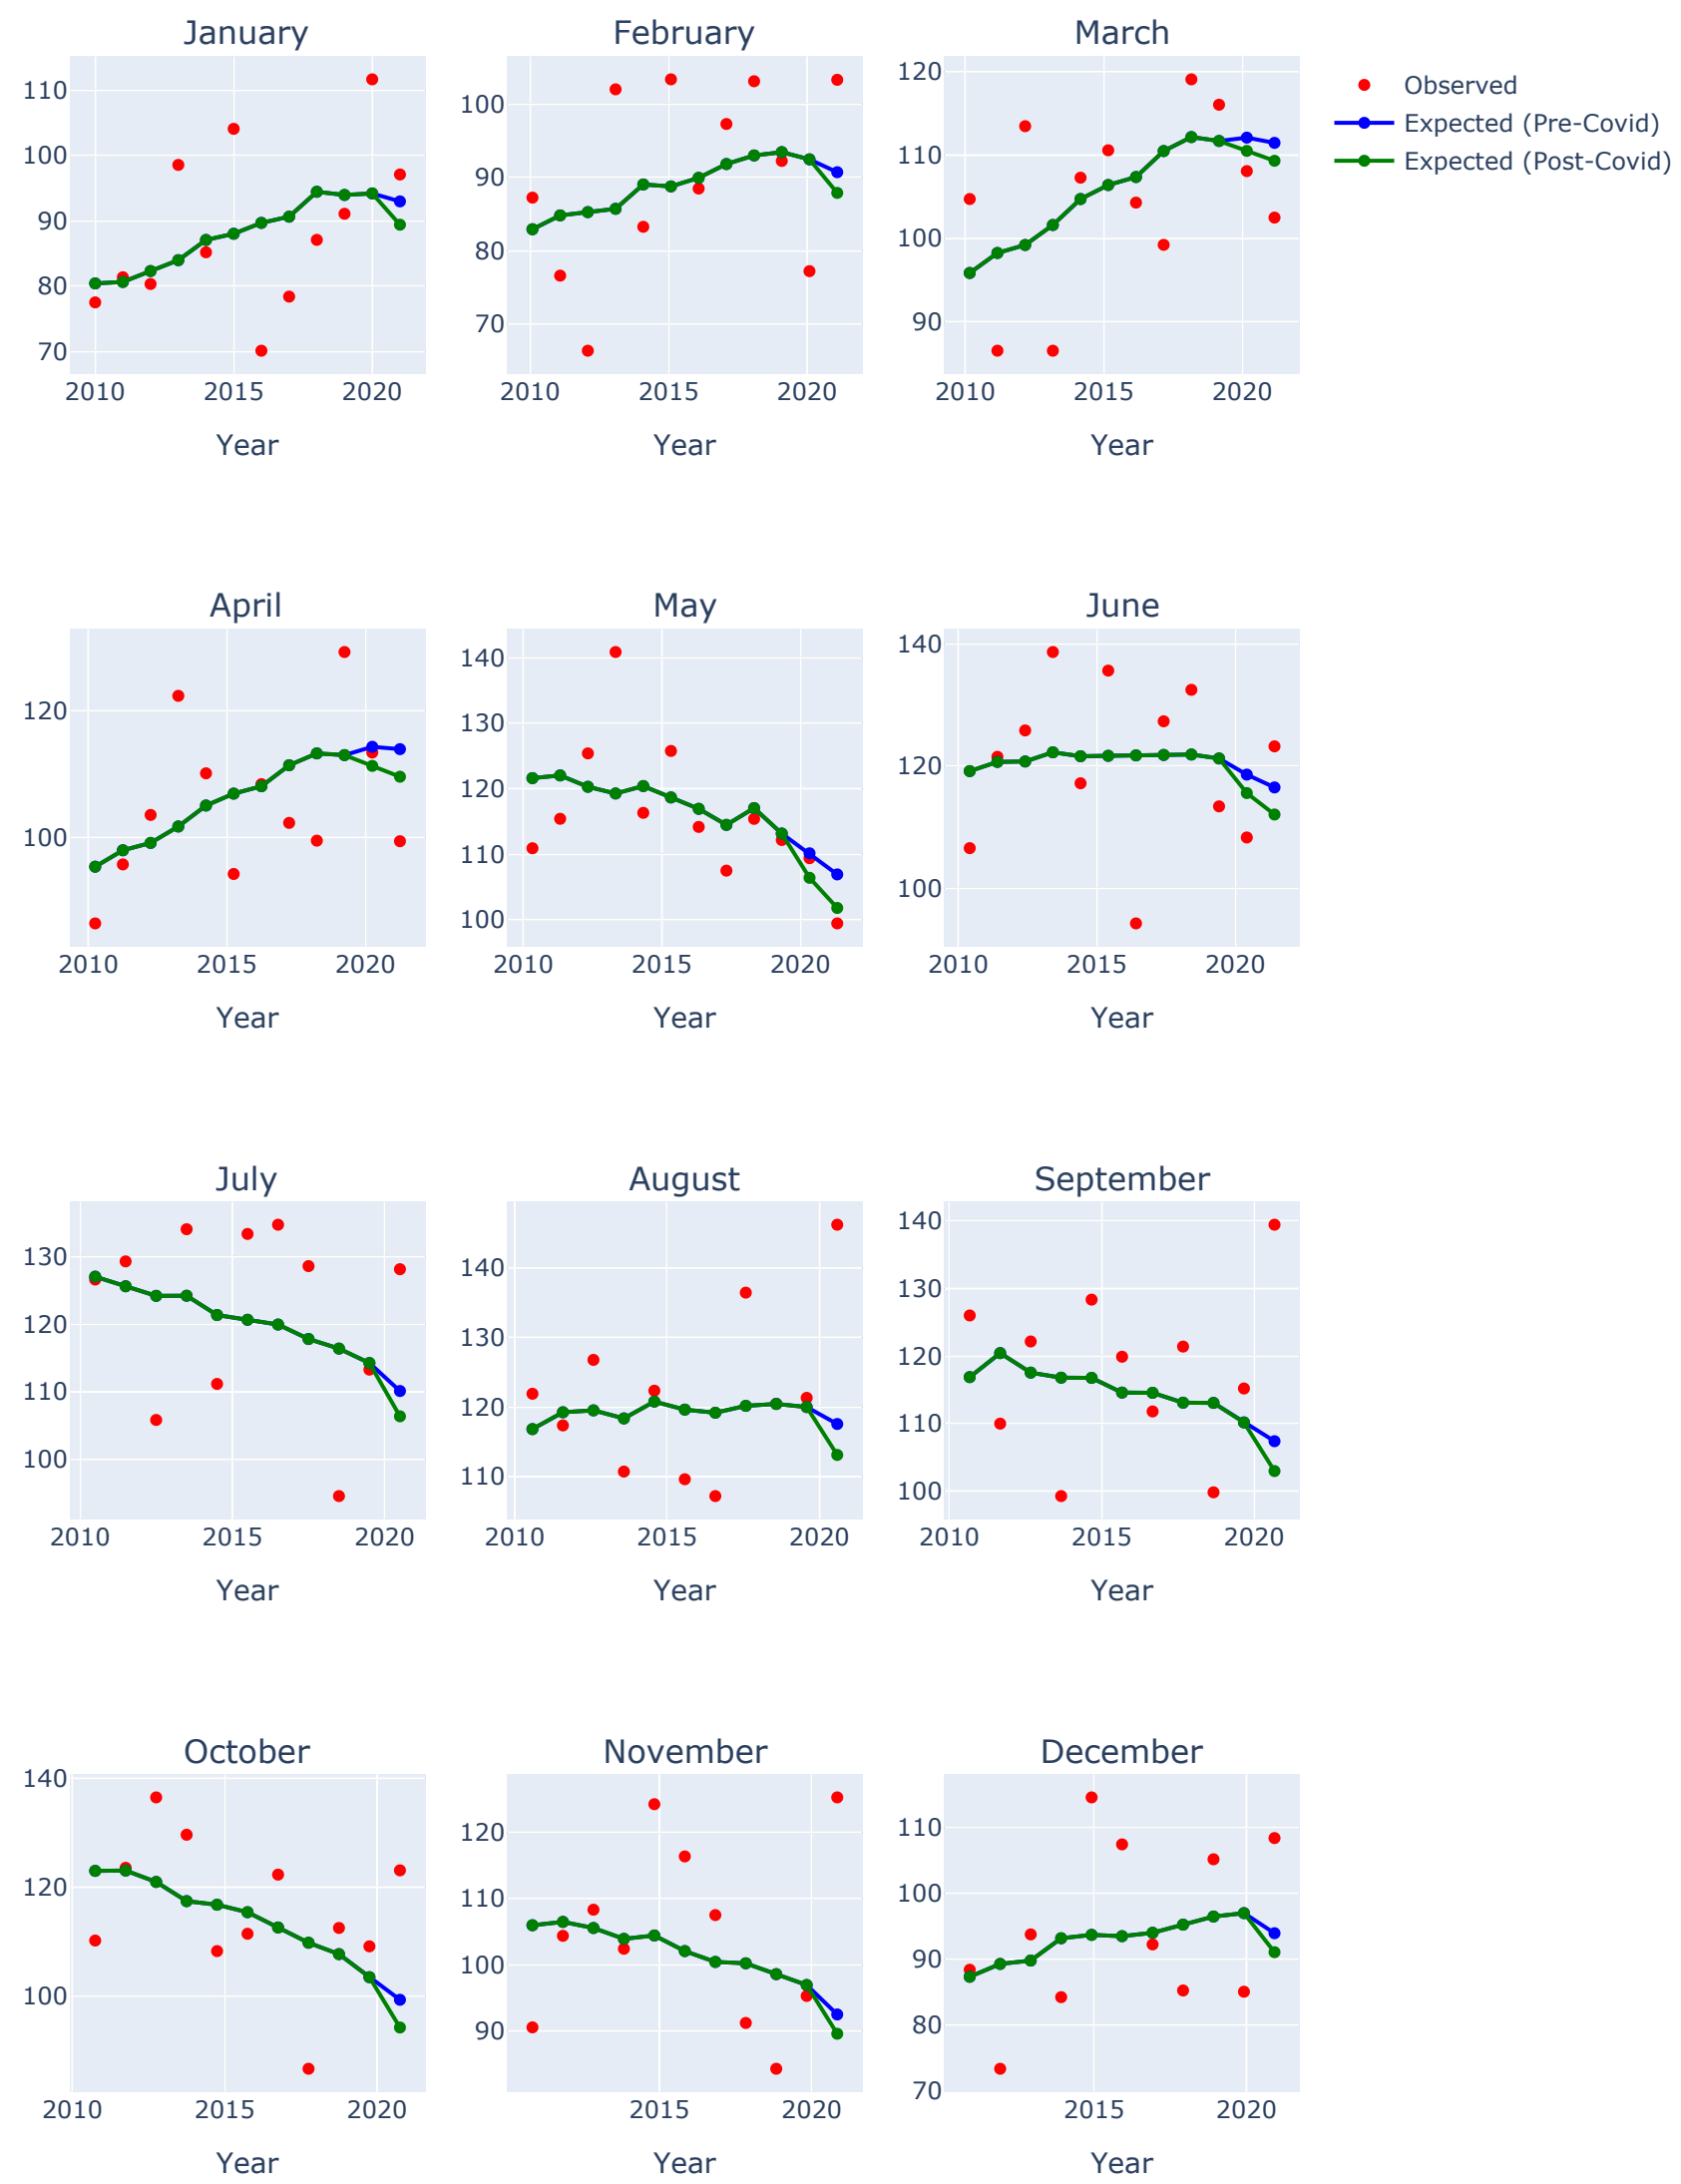 January
February
March
Observed
Expected (Pre-Covid)
Expected (Post-Covid)
110
100
90
80
70
2010 2015 2020
Year
100
90
80
70
2010 2015 2020
Year
120
110
100
90
2010 2015 2020
Year
April
May
June
120
100
2010 2015 2020
Year
140
130
120
110
100
2010 2015 2020
Year
140
120
100
2010 2015 2020
Year
July
August
September
130
120
110
100
2010 2015 2020
Year
140
130
120
110
2010 2015 2020
Year
140
130
120
110
100
2010 2015 2020
Year
October
November
December
140
120
100
2010 2015 2020
Year
120
110
100
90
2015 2020
Year
110
100
90
80
70
2015 2020
Year